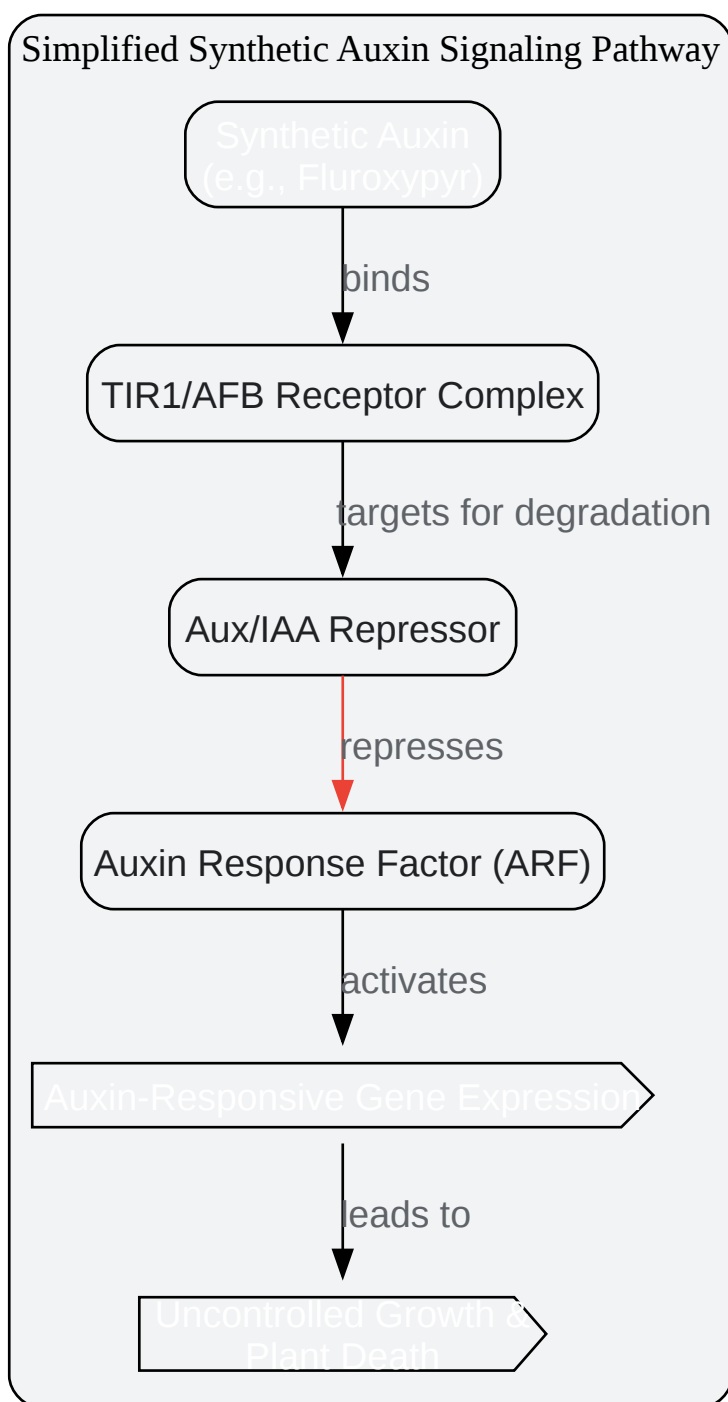 Simplified Synthetic Auxin Signaling Pathway
Synthetic Auxin
(e.g., Fluroxypyr)
binds
TIR1/AFB Receptor Complex
targets for degradation
Aux/IAA Repressor
represses
Auxin Response Factor (ARF)
activates
Auxin-Responsive Gene Expression
leads to
Uncontrolled Growth &
Plant Death